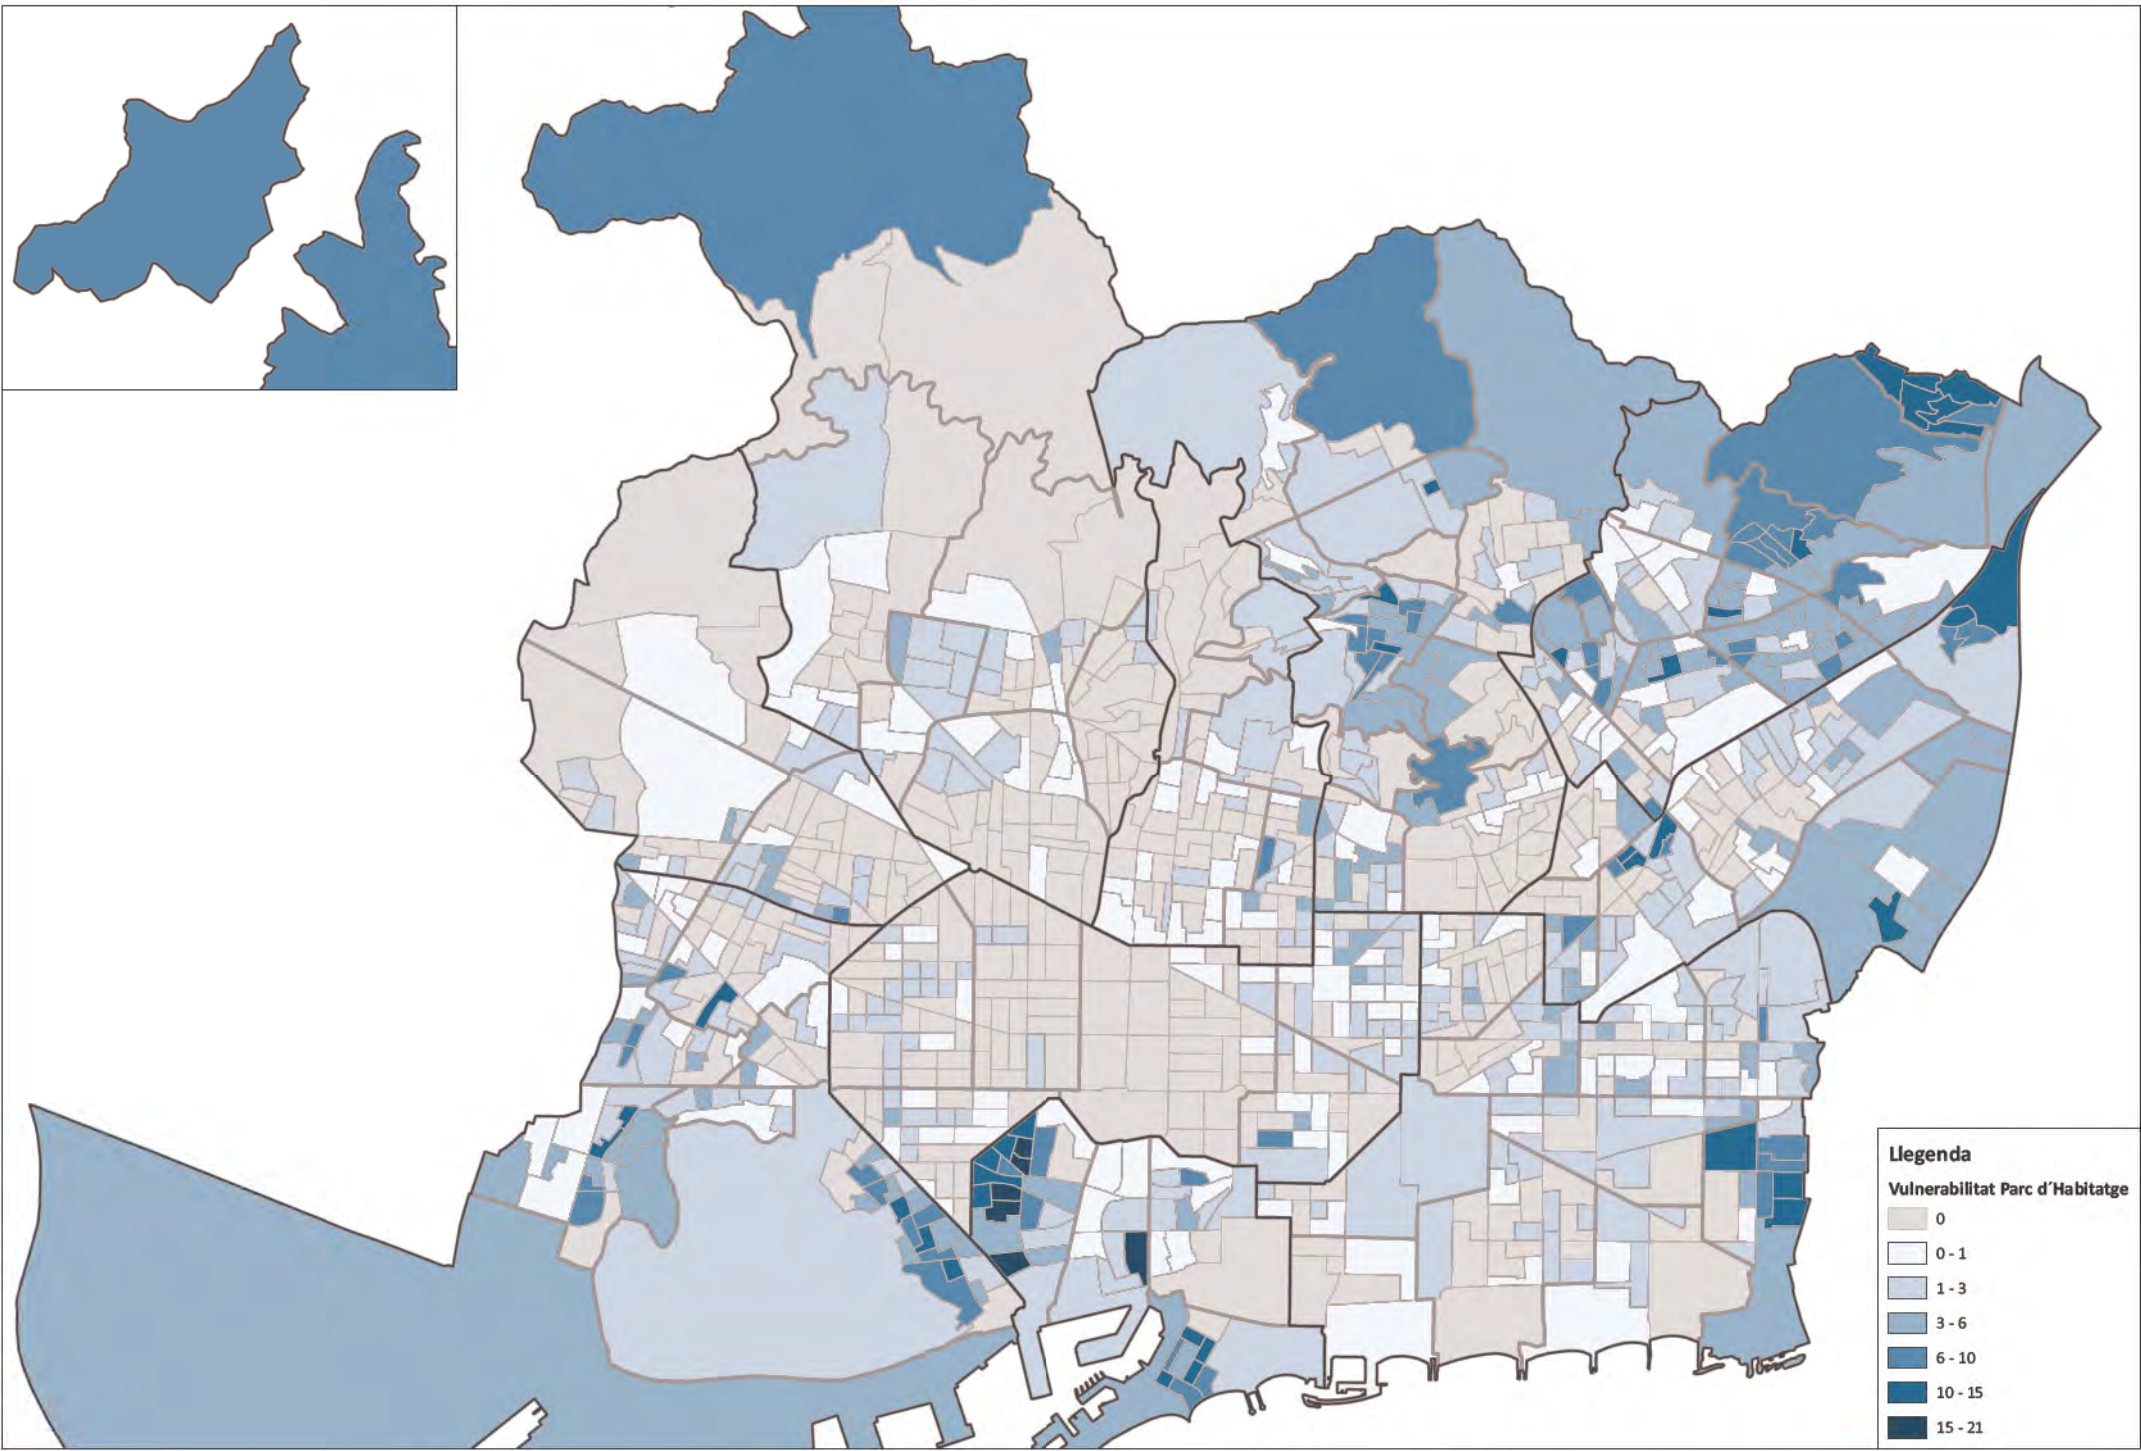 Llegenda
Vulnerabilitat Parc d´Habitatge
0
0 - 1
1 - 3
3 - 6
6 - 10
10 - 15
15 - 21